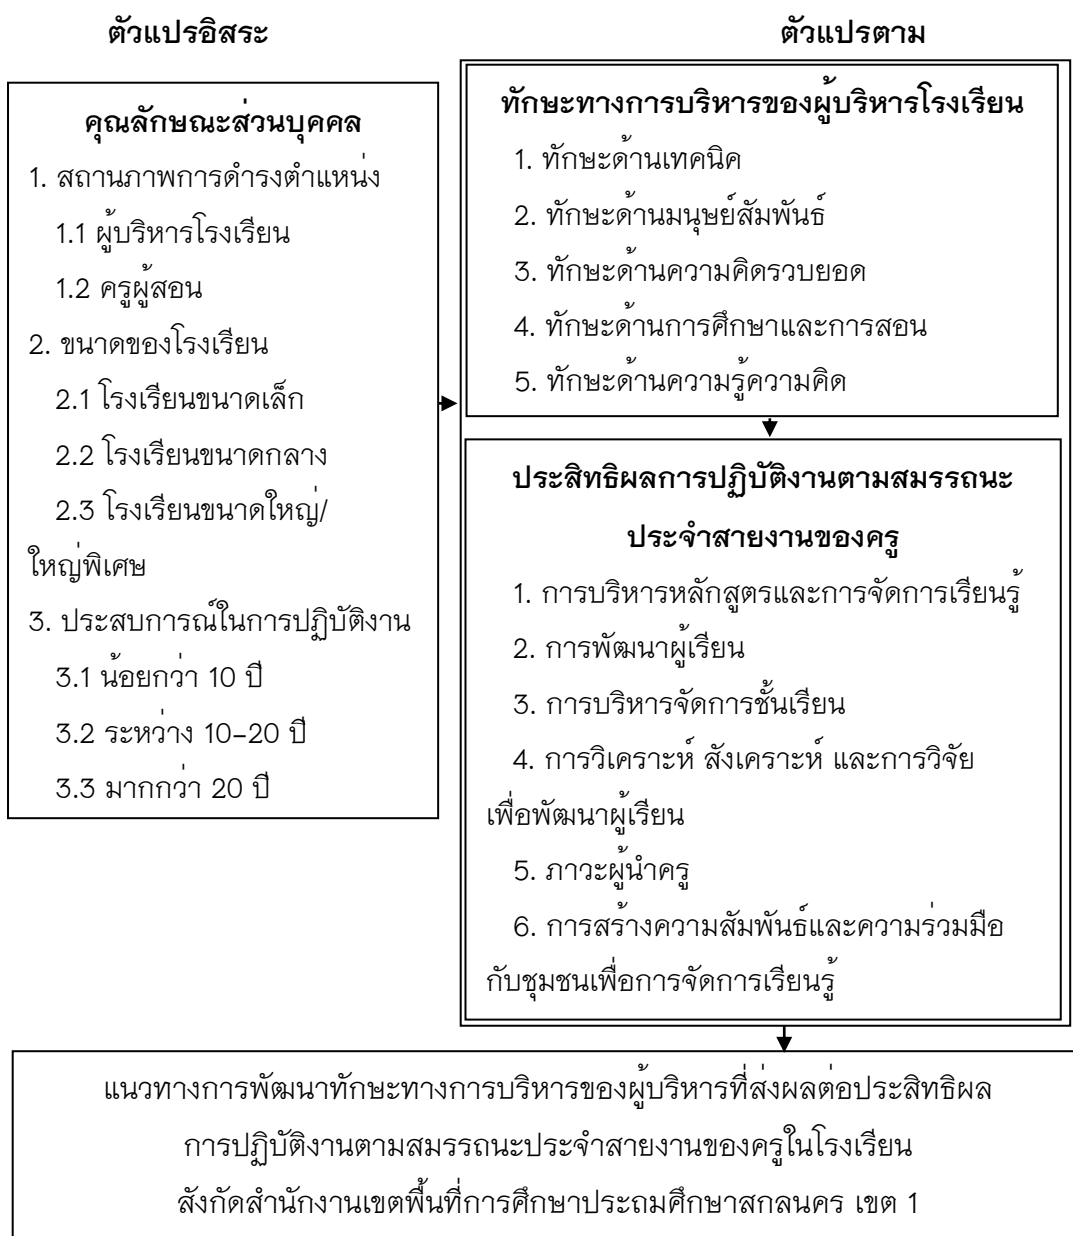 ตัวแปรอิสระ
ตัวแปรตาม
คุณลักษณะส่วนบุคคล
1. สถานภาพการดำรงตำแหน่ง
1.1 ผู้บริหารโรงเรียน
1.2 ครูผู้สอน
2. ขนาดของโรงเรียน
2.1 โรงเรียนขนาดเล็ก
2.2 โรงเรียนขนาดกลาง
2.3 โรงเรียนขนาดใหญ่/
ใหญ่พิเศษ
3. ประสบการณ์ในการปฏิบัติงาน
3.1 น้อยกว่า 10 ปี
3.2 ระหว่าง 10–20 ปี
3.3 มากกว่า 20 ปี
ทักษะทางการบริหารของผู้บริหารโรงเรียน
1. ทักษะด้านเทคนิค
2. ทักษะด้านมนุษย์สัมพันธ์
3. ทักษะด้านความคิดรวบยอด
4. ทักษะด้านการศึกษาและการสอน
5. ทักษะด้านความรู้ความคิด
ประสิทธิผลการปฏิบัติงานตามสมรรถนะ
ประจำสายงานของครู
1. การบริหารหลักสูตรและการจัดการเรียนรู้
2. การพัฒนาผู้เรียน
3. การบริหารจัดการชั้นเรียน
4. การวิเคราะห์ สังเคราะห์ และการวิจัย
เพื่อพัฒนาผู้เรียน
5. ภาวะผู้นำครู
6. การสร้างความสัมพันธ์และความร่วมมือ
กับชุมชนเพื่อการจัดการเรียนรู้
แนวทางการพัฒนาทักษะทางการบริหารของผู้บริหารที่ส่งผลต่อประสิทธิผล
การปฏิบัติงานตามสมรรถนะประจำสายงานของครูในโรงเรียน
สังกัดสำนักงานเขตพื้นที่การศึกษาประถมศึกษาสกลนคร เขต 1